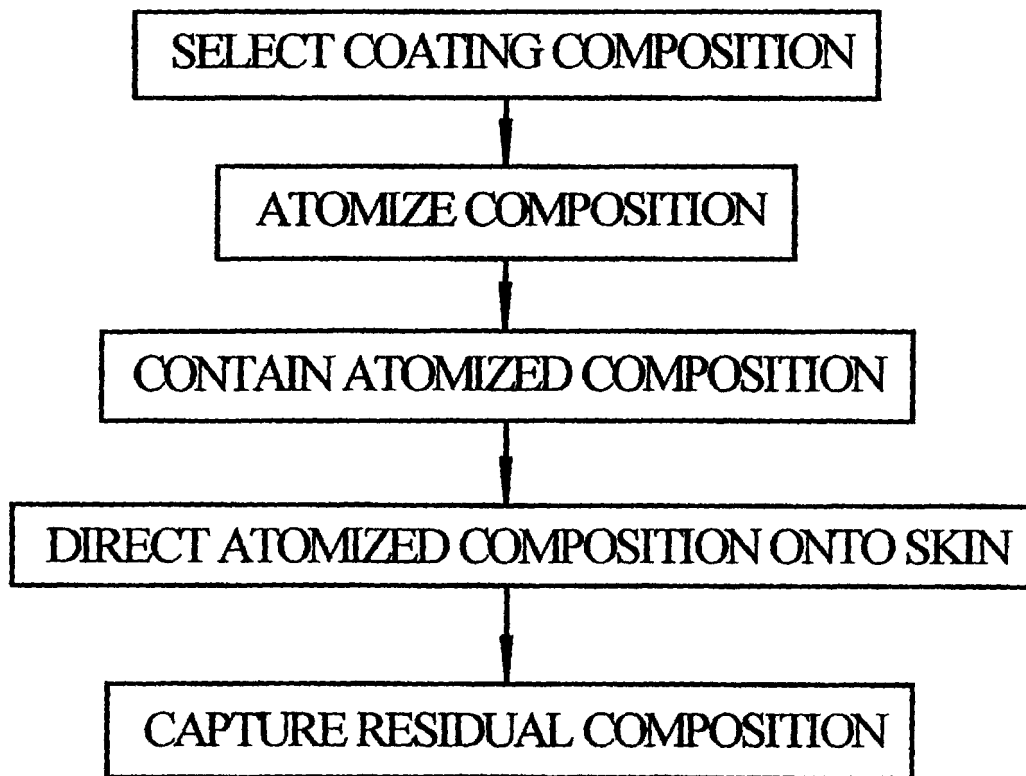 SELECT COATING COMPOSITION
ATOMIZE COMPOSITION
CONTAIN ATOMIZED COMPOSITION
DIRECT ATOMIZED COMPOSITION ONTO SKIN
CAPTURE RESIDUAL COMPOSITION